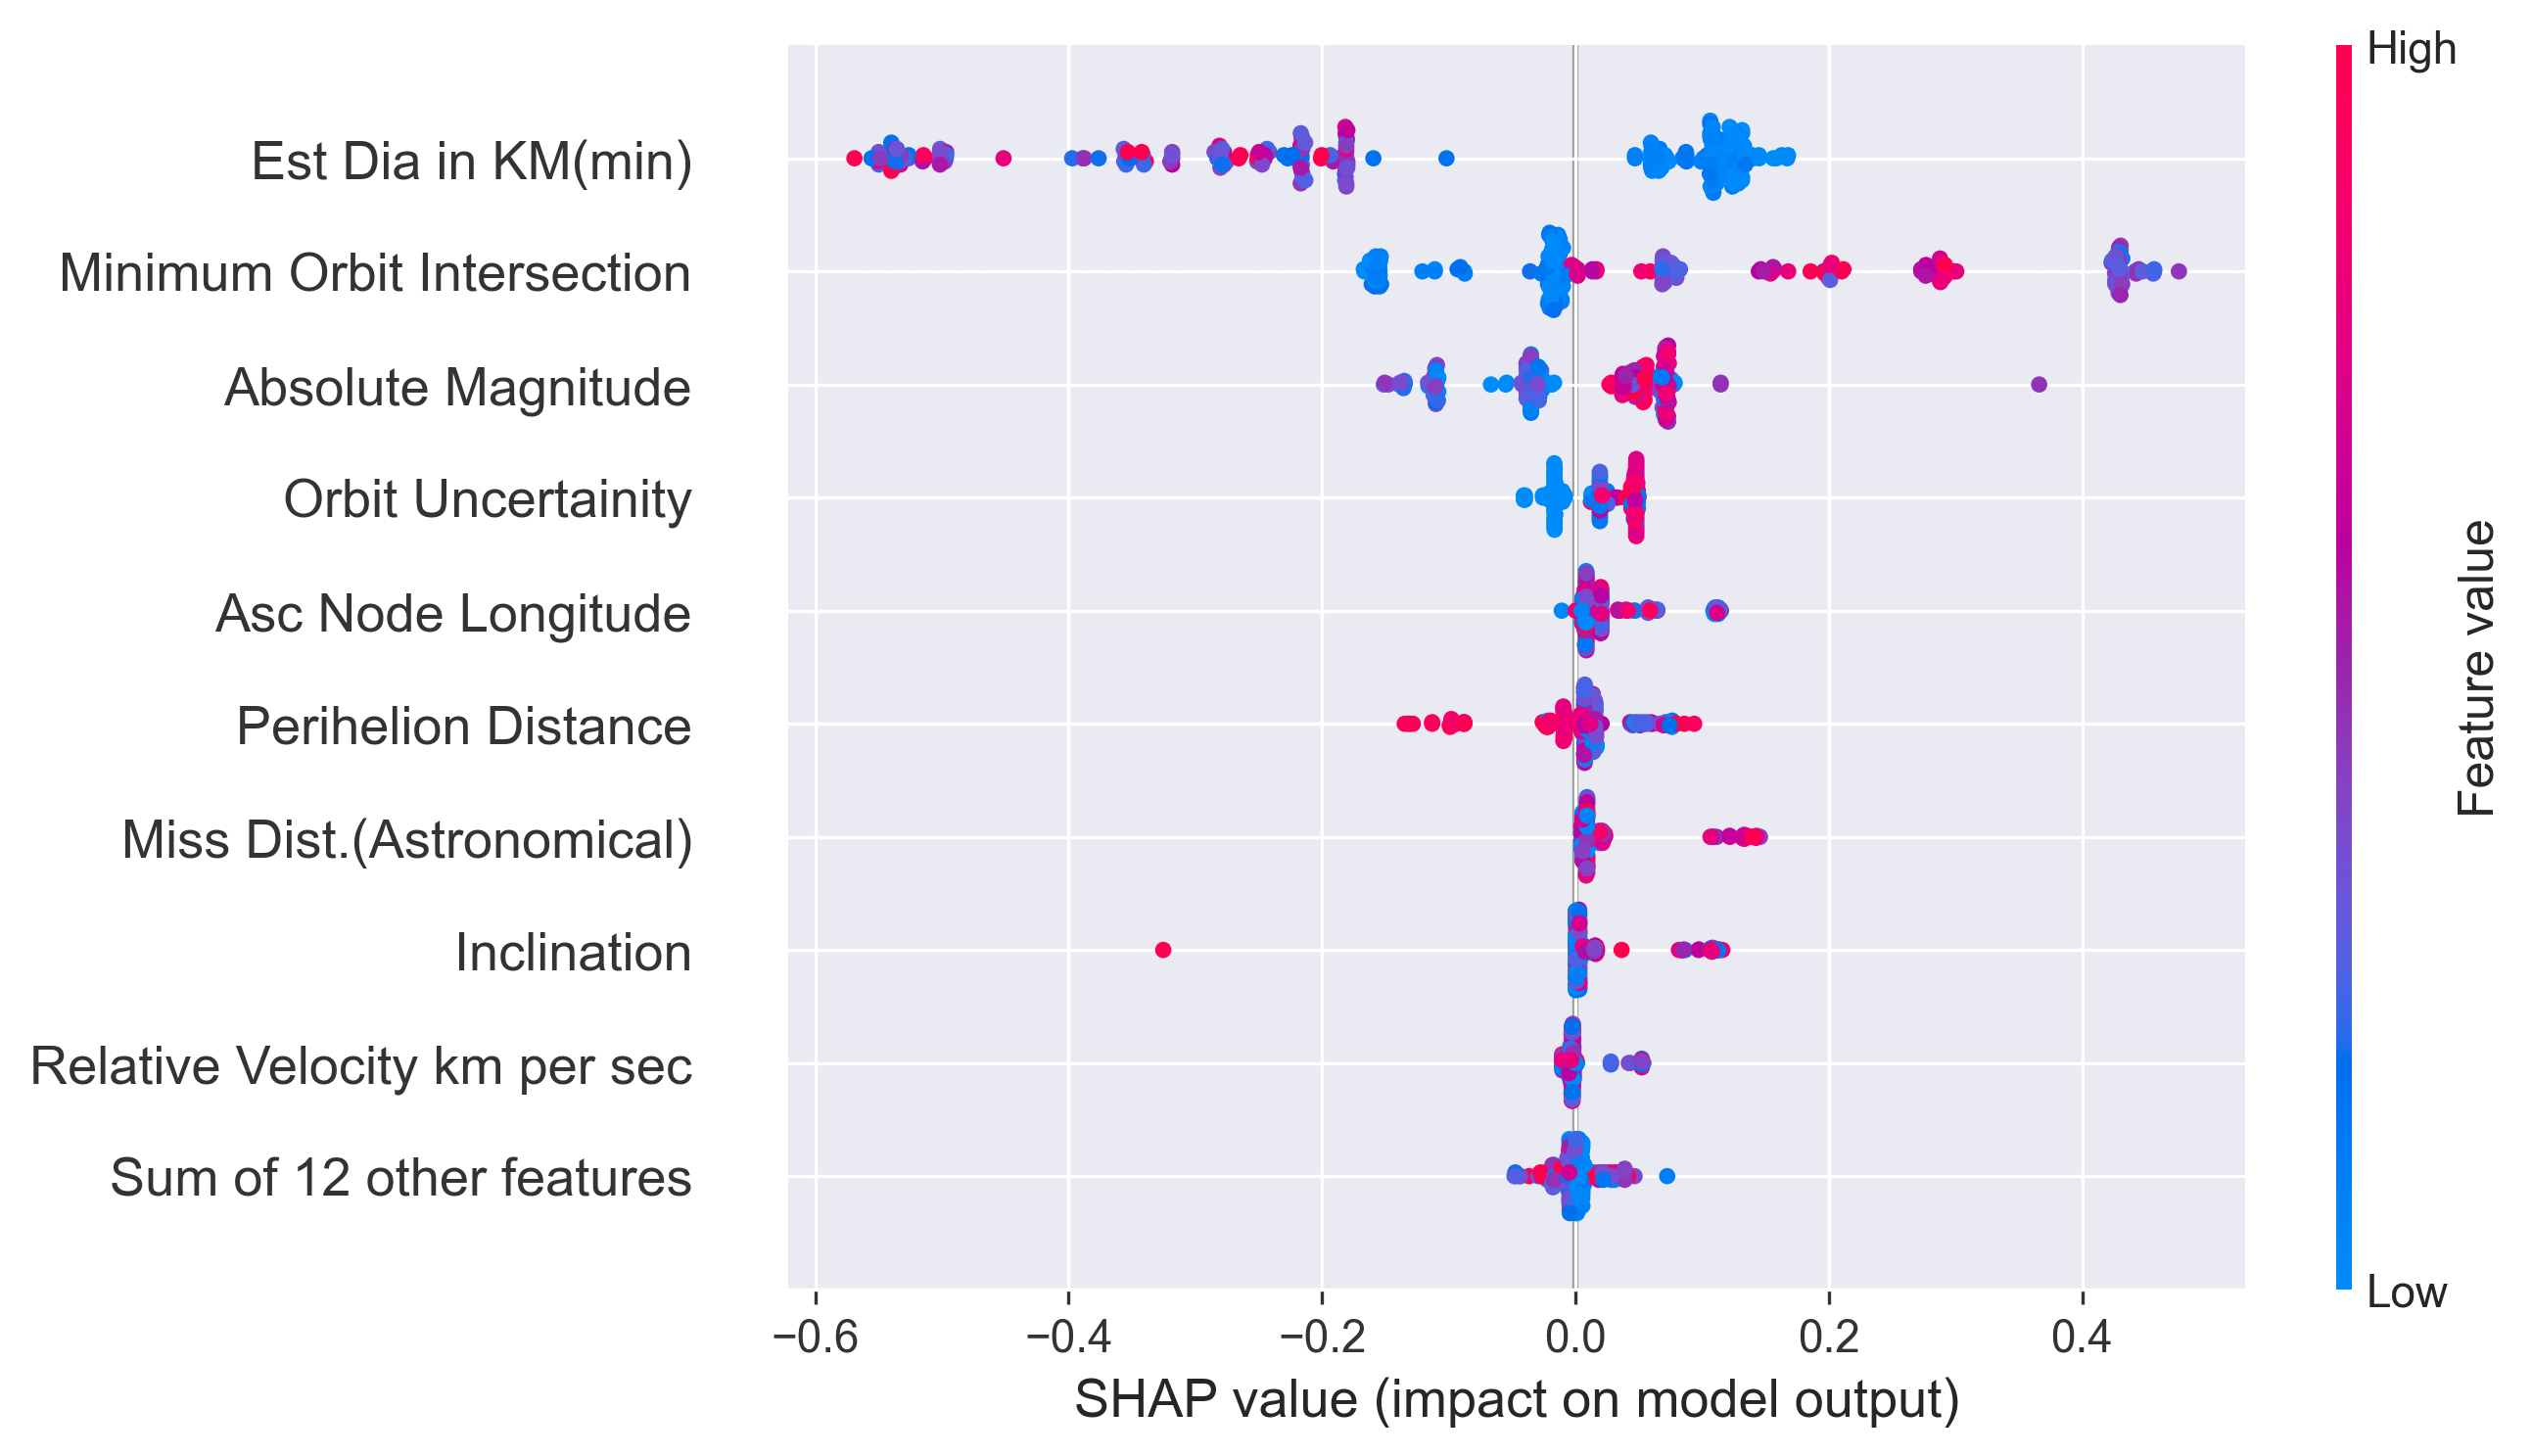 High
Est Dia in KM(min)
Minimum Orbit Intersection
Absolute Magnitude
Orbit Uncertainity
Asc Node Longitude
Perihelion Distance
Miss Dist.(Astronomical)
Inclination
Relative Velocity km per sec
Sum of 12 other features
Feature value
Low
−0.6 −0.4 −0.2 0.0 0.2 0.4
SHAP value (impact on model output)